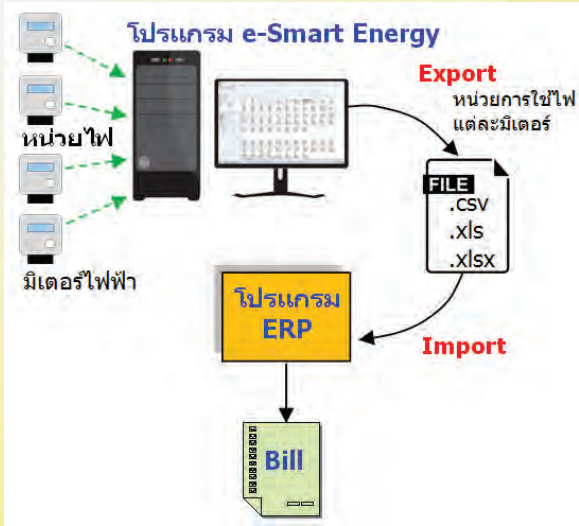 โปรแกรม e-Smart Energy
Export
หน่วยการใช้ไฟ
แต่ละมิเตอร์
หน่วยไฟ
มิเตอร์ไฟฟ้า
FILE
.csv
.xls
.xlsx
โปรแกรม
ERP
Import
Bill